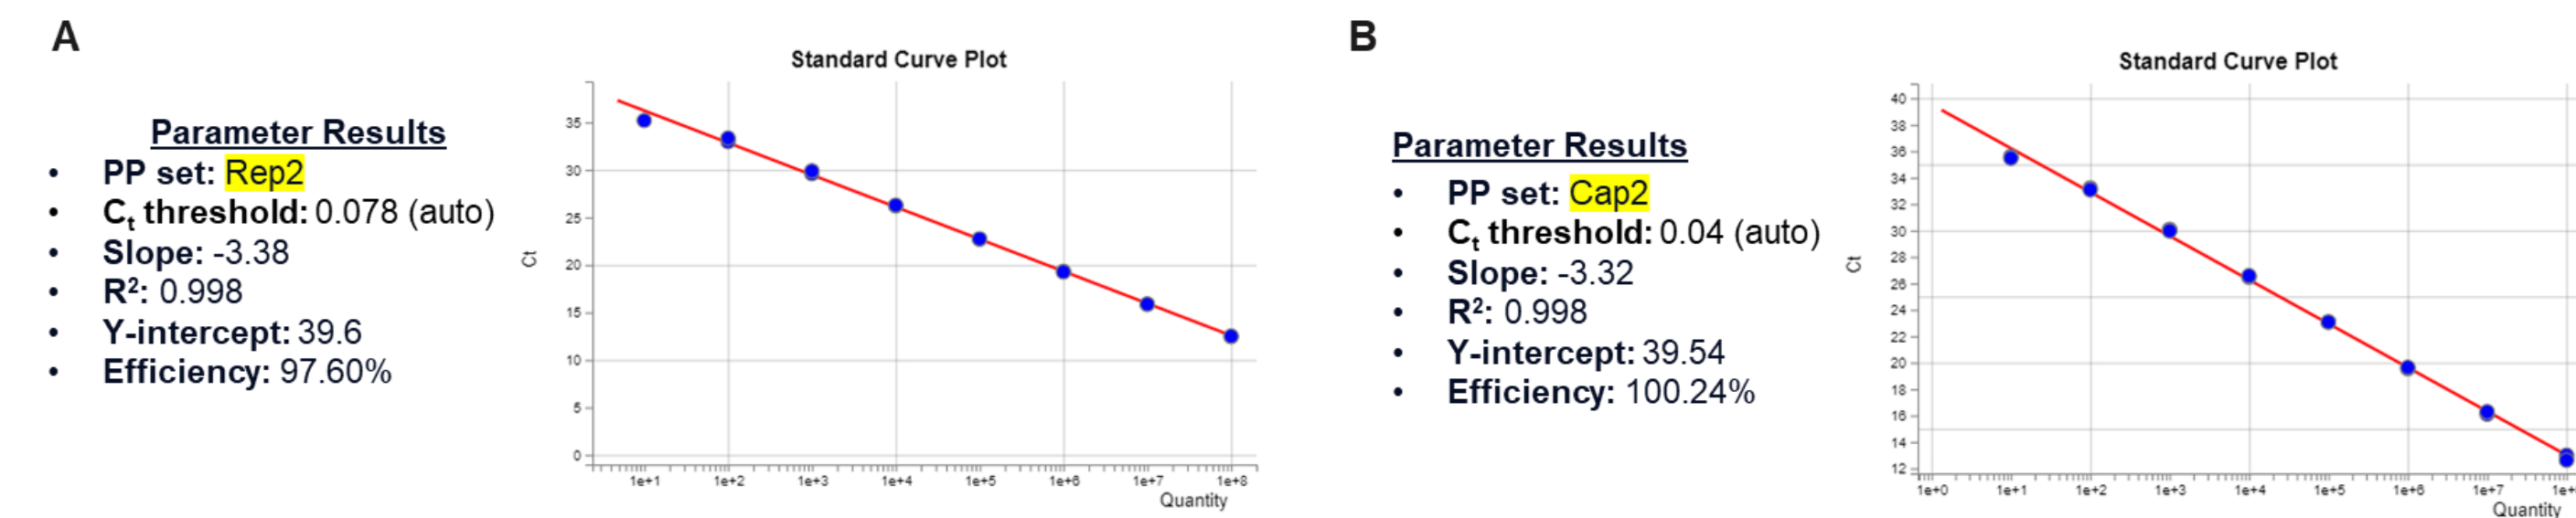 A
Standard Curve Plot
Parameter Results
• PP set: Rep2
• Ct threshold: 0.078 (auto)
• Slope: -3.38
• R²: 0.998
• Y-intercept: 39.6
• Efficiency: 97.60%
Ct
35
30
25
20
15
10
5
0
1e+1 1e+2 1e+3 1e+4 1e+5 1e+6 1e+7 1e+8
Quantity
B
Standard Curve Plot
Parameter Results
• PP set: Cap2
• Ct threshold: 0.04 (auto)
• Slope: -3.32
• R²: 0.998
• Y-intercept: 39.54
• Efficiency: 100.24%
Ct
40
38
36
34
32
30
28
26
24
22
20
18
16
14
12
1e+0 1e+1 1e+2 1e+3 1e+4 1e+5 1e+6 1e+7
Quantity